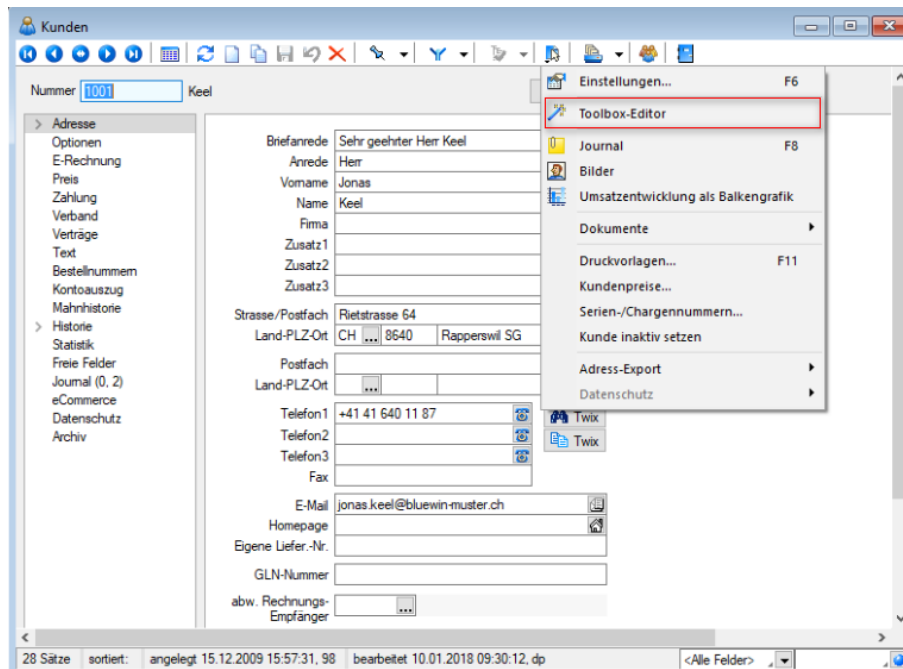 Kunden
Nummer 1001 Keel
Einstellungen... F6
Toolbox-Editor
Journal F8
Bilder
Umsatzentwicklung als Balkengrafik
Dokumente
Druckvorlagen... F11
Kundenpreise...
Serien-/Chargennummern...
Kunde inaktiv setzen
Adress-Export
Datenschutz
Adresse
Optionen
E-Rechnung
Preis
Zahlung
Verband
Verträge
Text
Bestellnummern
Kontoauszug
Mahnhistorie
Historie
Statistik
Freie Felder
Journal (0, 2)
eCommerce
Datenschutz
Archiv
Briefanrede Sehr geehrter Herr Keel
Anrede Herr
Vorname Jonas
Name Keel
Firma
Zusatz1
Zusatz2
Zusatz3
Strasse/Postfach Rietstrasse 64
Land-PLZ-Ort CH ... 8640 Rapperswil SG
Postfach
Land-PLZ-Ort ...
Telefon1 +41 41 640 11 87
Telefon2 Twix
Telefon3 Twix
Fax
E-Mail jonas.keel@bluewin-muster.ch
Homepage
Eigene Liefer.-Nr.
GLN-Nummer
abw. Rechnungs-
Empfänger ...
28 Sätze sortiert: angelegt 15.12.2009 15:57:31, 98 bearbeitet 10.01.2018 09:30:12, dp <Alle Felder>